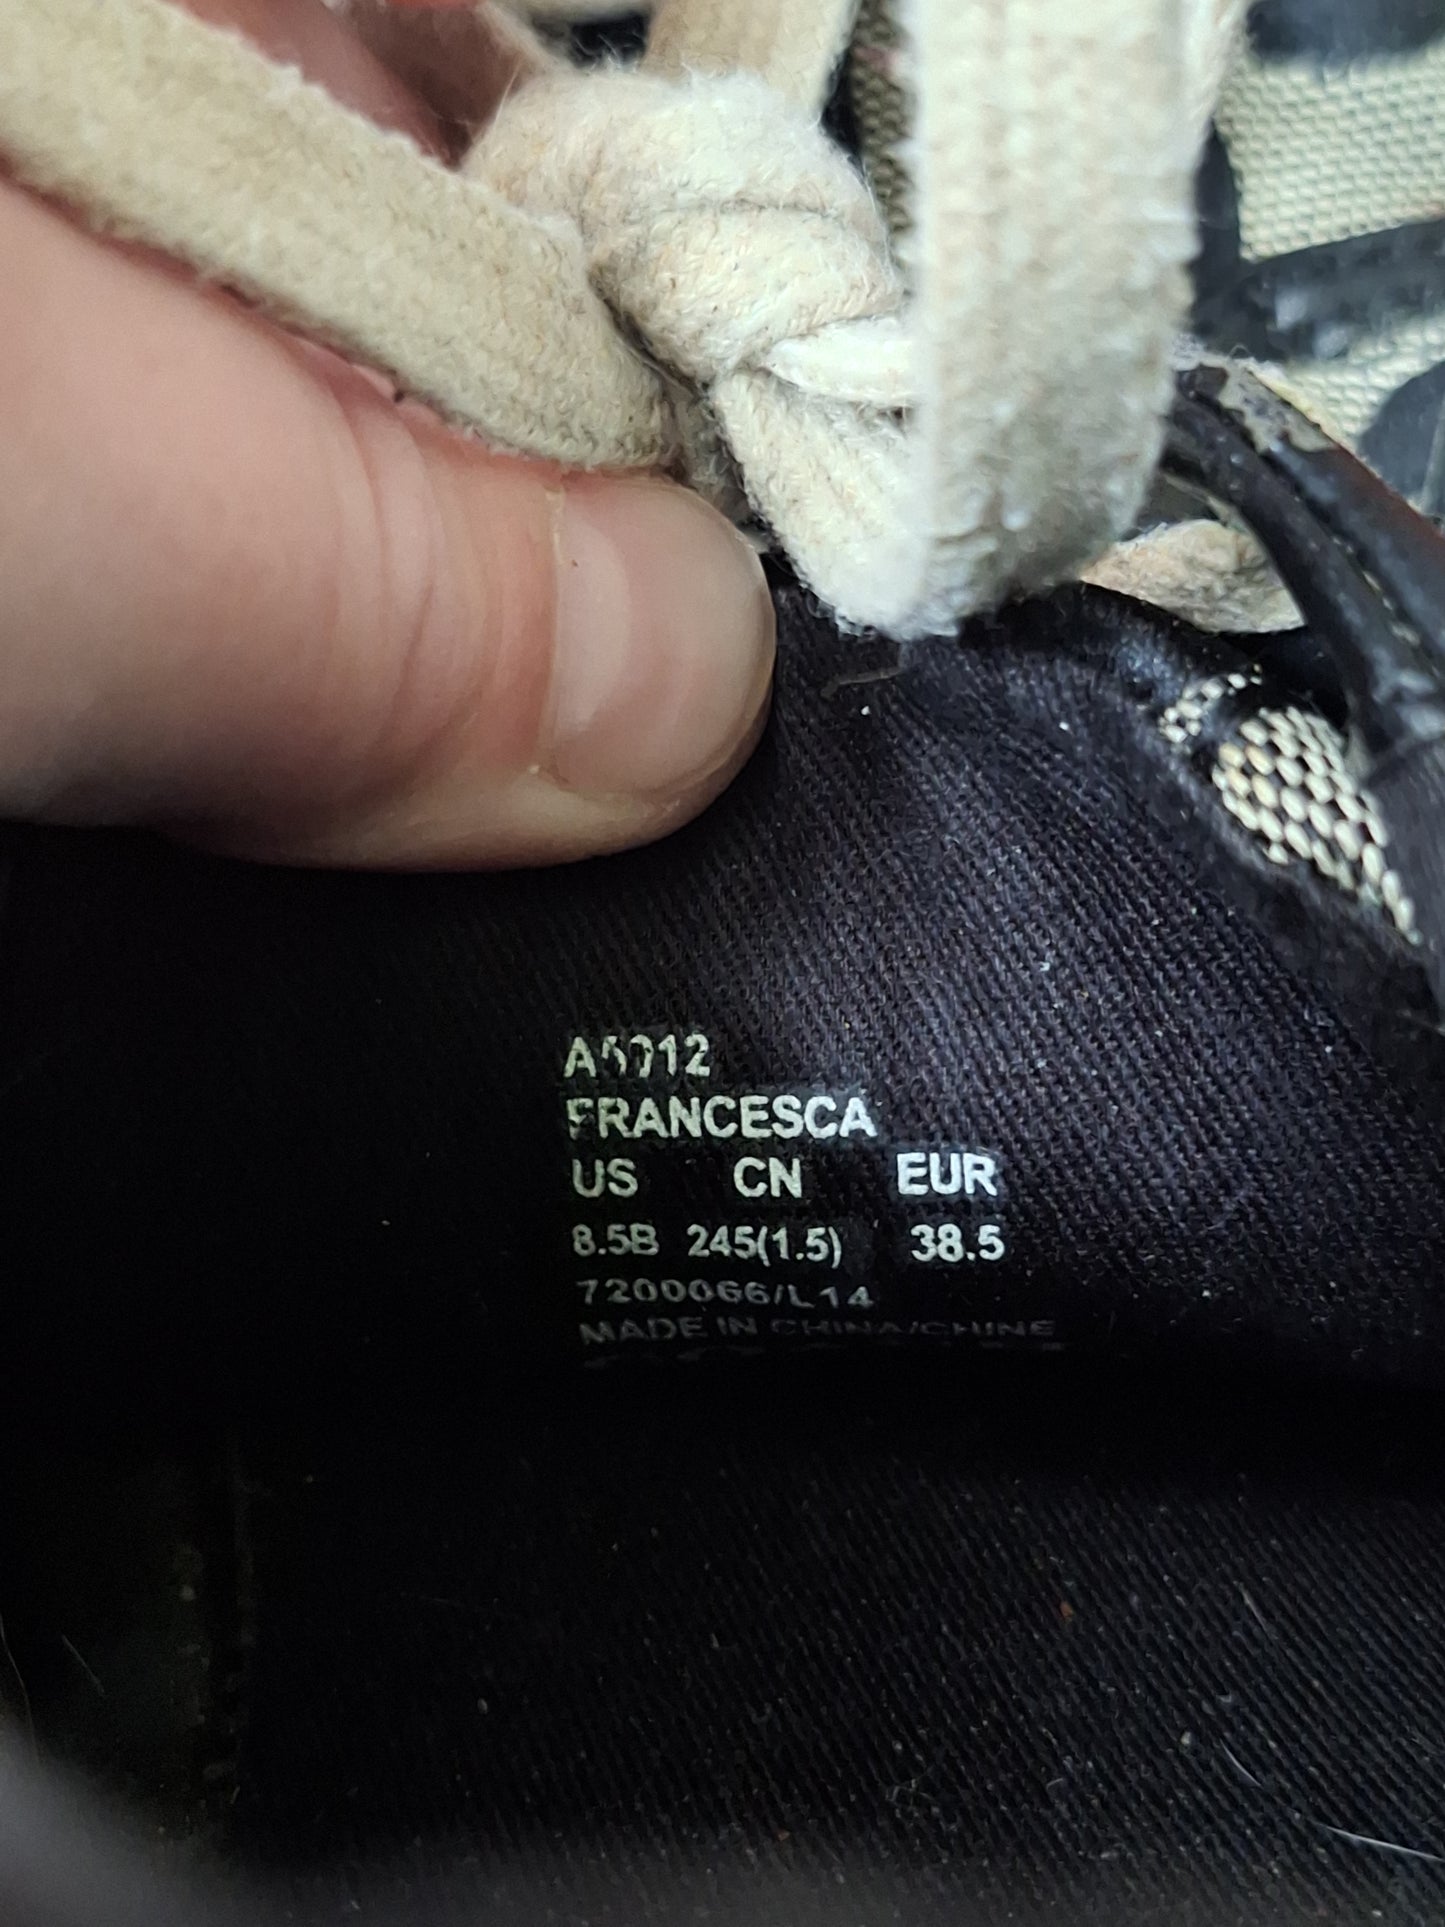 FRANCESCA
US CN EUR
8.5B 245(1.5) 38.5
7200066/L14
MADE IN CHINA/CHINE